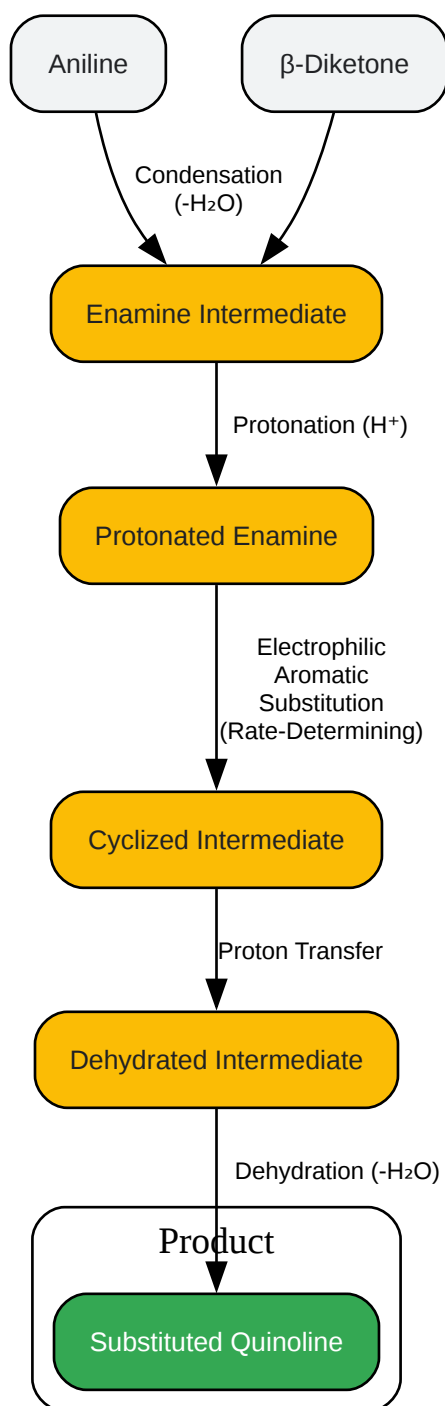 Aniline
β-Diketone
Condensation
(-H₂O)
Enamine Intermediate
Protonation (H⁺)
Protonated Enamine
Electrophilic
Aromatic
Substitution
(Rate-Determining)
Cyclized Intermediate
Proton Transfer
Dehydrated Intermediate
Dehydration (-H₂O)
Product
Substituted Quinoline